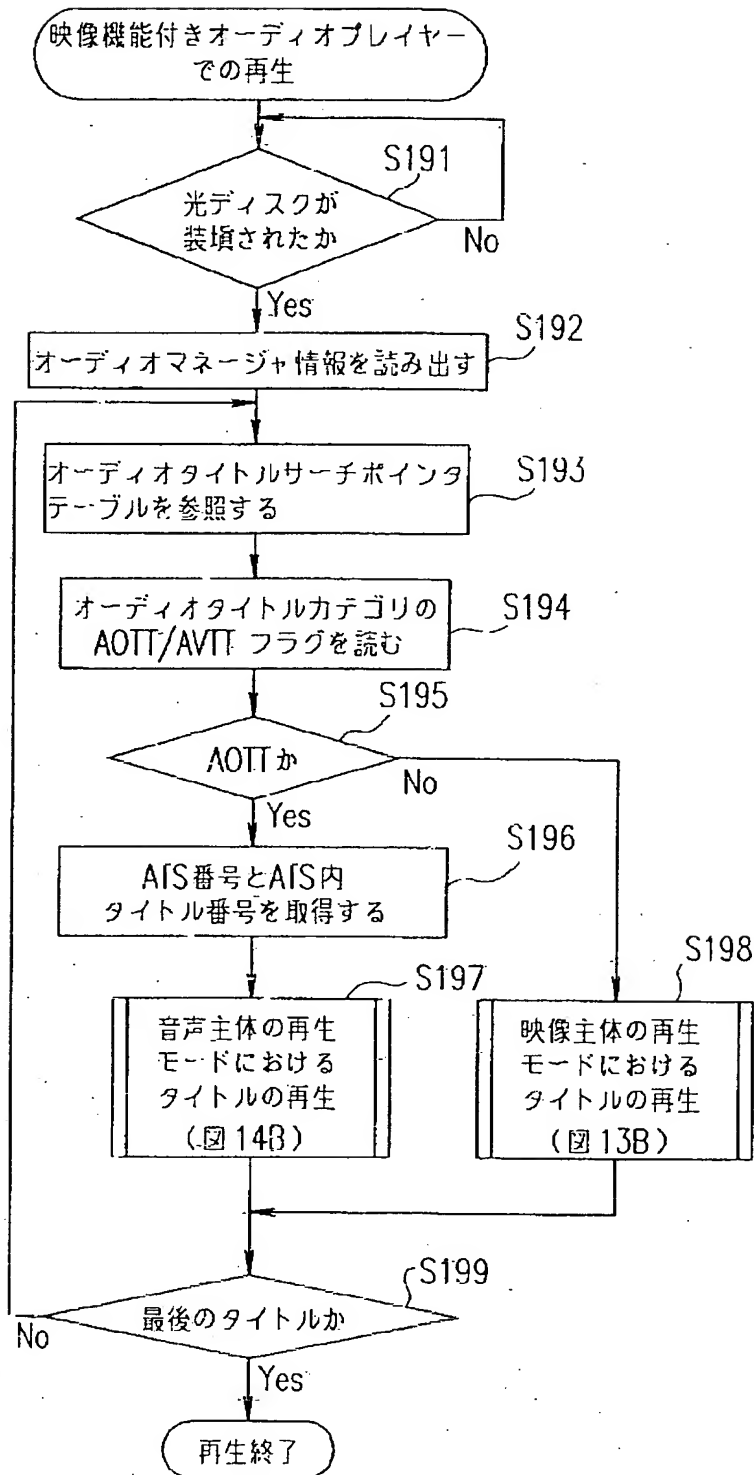 映像機能付きオーディオプレイヤー
での再生
S191
光ディスクが
装填されたか
No
Yes
S192
オーディオマネージャ情報を読み出す
S193
オーディオタイトルサーチポインタ
テーブルを参照する
S194
オーディオタイトルカテゴリの
AOTT/AVTT フラグを読む
S195
AOTTか
No
Yes
S196
ATS番号とATS内
タイトル番号を取得する
S197
音声主体の再生
モードにおける
タイトルの再生
(図14B)
S198
映像主体の再生
モードにおける
タイトルの再生
(図13B)
S199
最後のタイトルか
No
Yes
再生終了